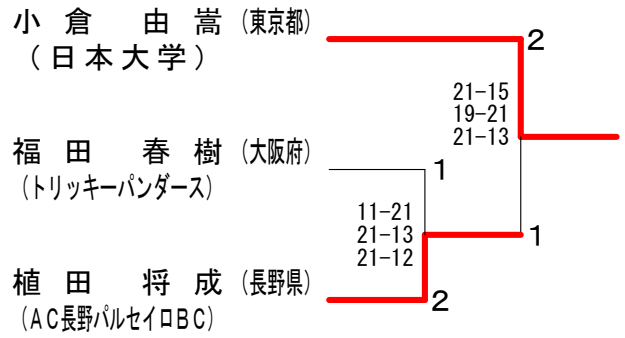 小倉 由嵩(東京都)
(日本大学)
2
21-15
19-21
21-13
福田 春樹(大阪府)
(トリッキーパンダース)
1
11-21
21-13
21-12
1
植田 将成(長野県)
(AC長野パルセイロBC)
2